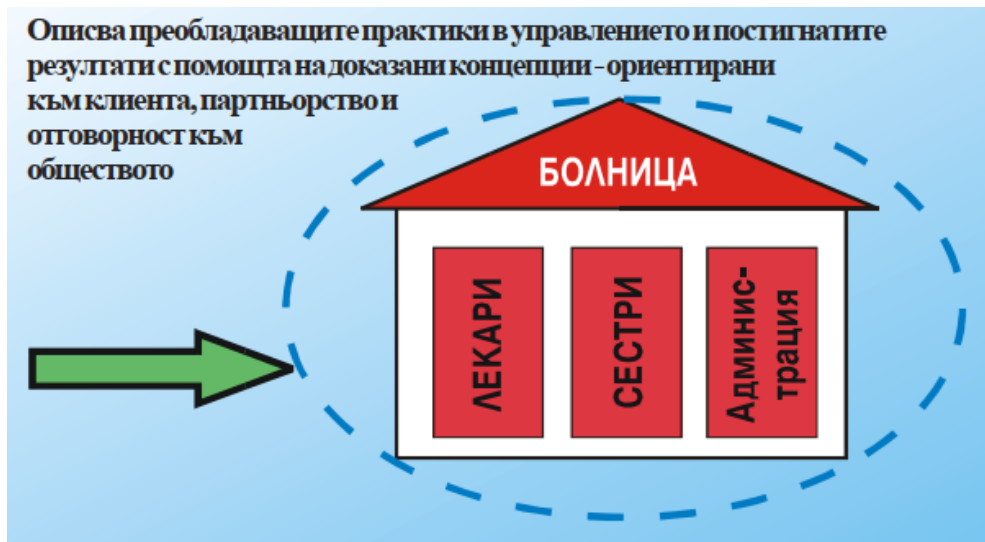 Описва преобладаващите практики в управлението и постигнатите
резултати с помощта на доказани концепции - ориентирани
към клиента, партньорство и
отговорност към
обществото
БОЛНИЦА
ЛЕКАРИ
СЕСТРИ
Админис-
трация